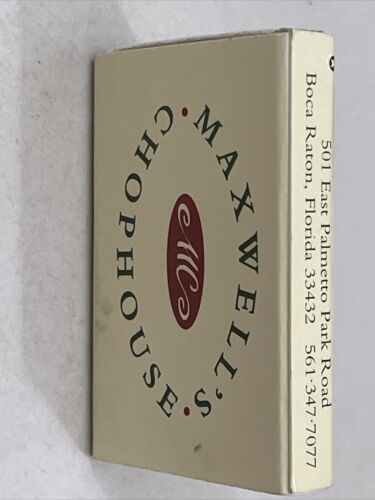 MAXWELL'S
MC
CHOPHOUSE
501 East Palmetto Park Road
Boca Raton, Florida 33432 561·347·7077